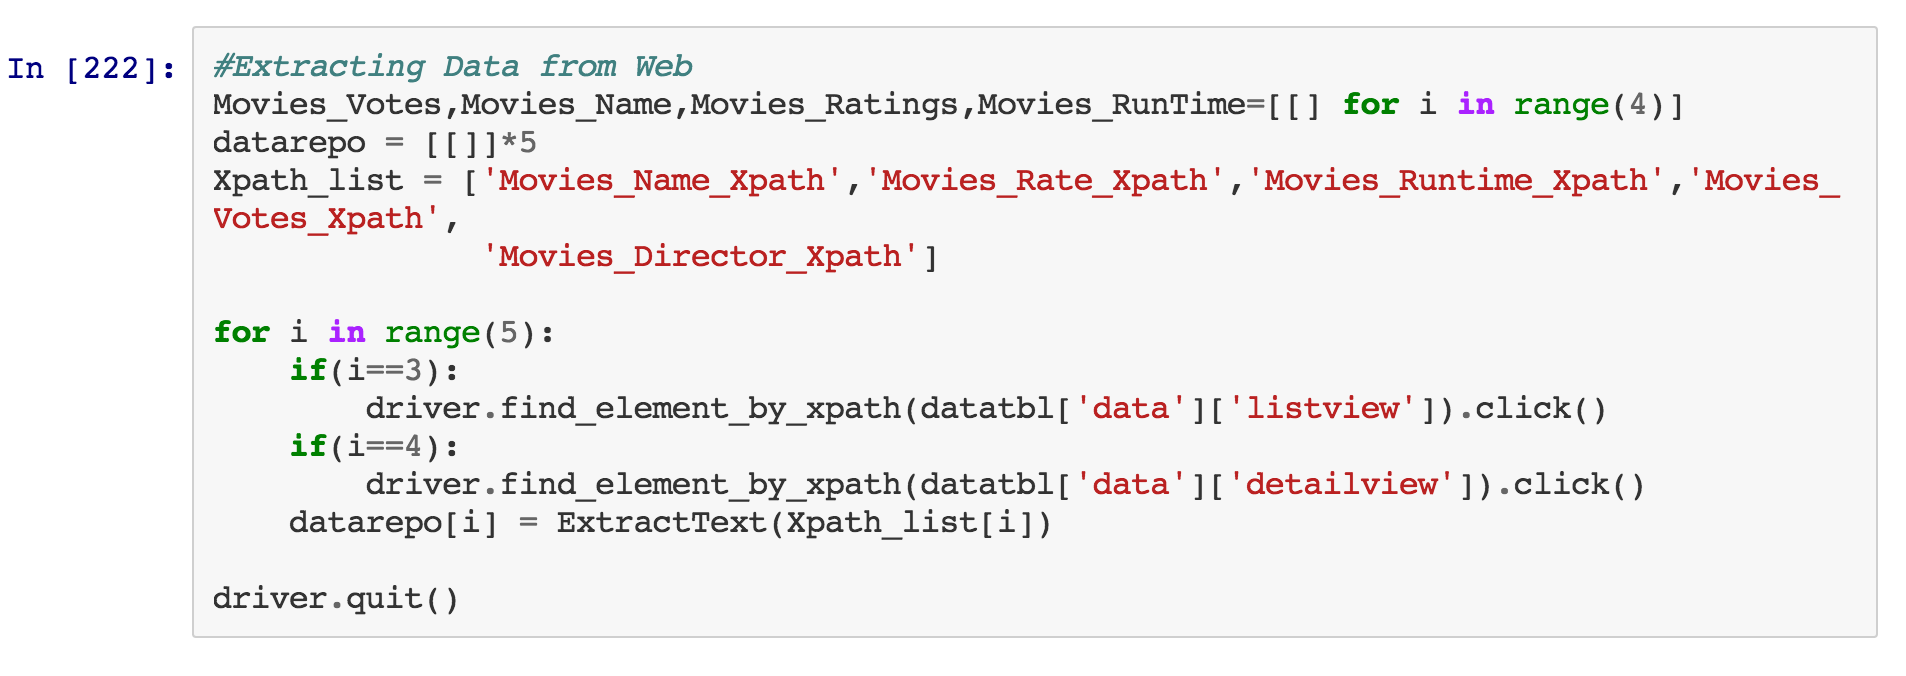 In [222]:
#Extracting Data from Web
Movies_Votes,Movies_Name,Movies_Ratings,Movies_RunTime=[[] for i in range(4)]
datarepo = [[]]*5
Xpath_list = ['Movies_Name_Xpath','Movies_Rate_Xpath','Movies_Runtime_Xpath','Movies_
Votes_Xpath',
              'Movies_Director_Xpath']

for i in range(5):
    if(i==3):
        driver.find_element_by_xpath(datatbl['data']['listview']).click()
    if(i==4):
        driver.find_element_by_xpath(datatbl['data']['detailview']).click()
    datarepo[i] = ExtractText(Xpath_list[i])

driver.quit()